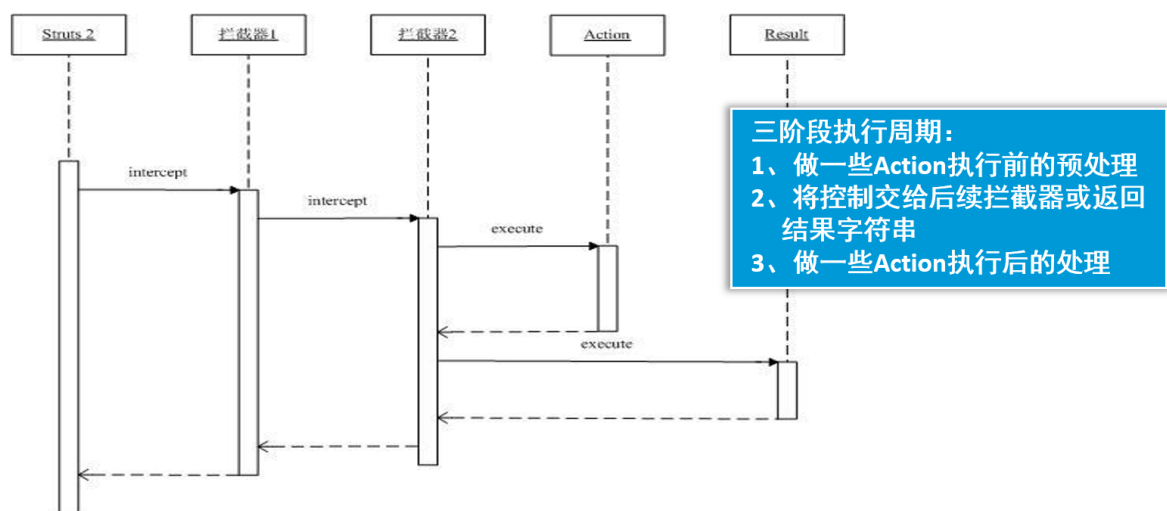 Struts 2
拦截器1
拦截器2
Action
Result
三阶段执行周期：
1、做一些Action执行前的预处理
2、将控制交给后续拦截器或返回
结果字符串
3、做一些Action执行后的处理
intercept
intercept
execute
execute